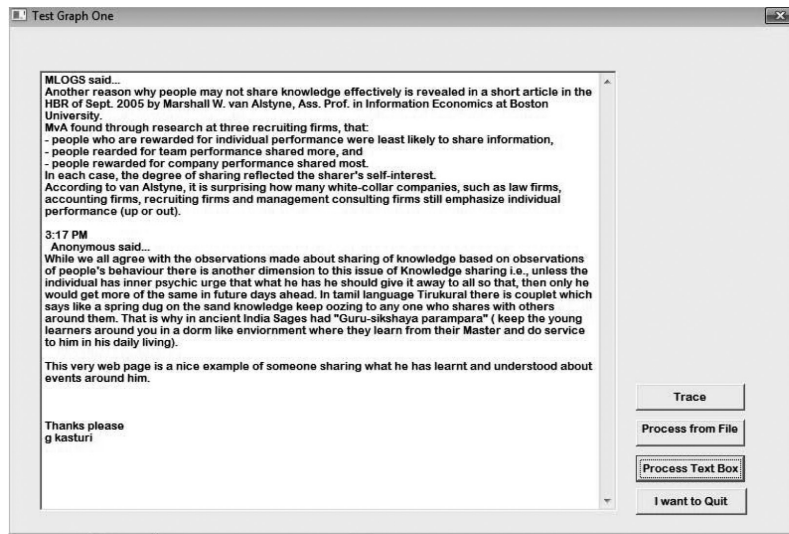 Test Graph One
MLOGS said...
Another reason why people may not share knowledge effectively is revealed in a short article in the
HBR of Sept. 2005 by Marshall W. van Alstyne, Ass. Prof. in Information Economics at Boston
University.
MvA found through research at three recruiting firms, that:
- people who are rewarded for individual performance were least likely to share information,
- people rearded for team performance shared more, and
- people rewarded for company performance shared most.
In each case, the degree of sharing reflected the sharer's self-interest.
According to van Alstyne, it is surprising how many white-collar companies, such as law firms,
accounting firms, recruiting firms and management consulting firms still emphasize individual
performance (up or out).
3:17 PM
Anonymous said...
While we all agree with the observations made about sharing of knowledge based on observations
of people's behaviour there is another dimension to this issue of Knowledge sharing i.e., unless the
individual has inner psychic urge that what he has he should give it away to all so that, then only he
would get more of the same in future days ahead. In tamil language Tirukural there is couplet which
says like a spring dug on the sand knowledge keep oozing to any one who shares with others
around them. That is why in ancient India Sages had "Guru-sikshaya parampara" ( keep the young
learners around you in a dorm like enviornment where they learn from their Master and do service
to him in his daily living).
This very web page is a nice example of someone sharing what he has learnt and understood about
events around him.
Thanks please
g kasturi
Trace
Process from File
Process Text Box
I want to Quit